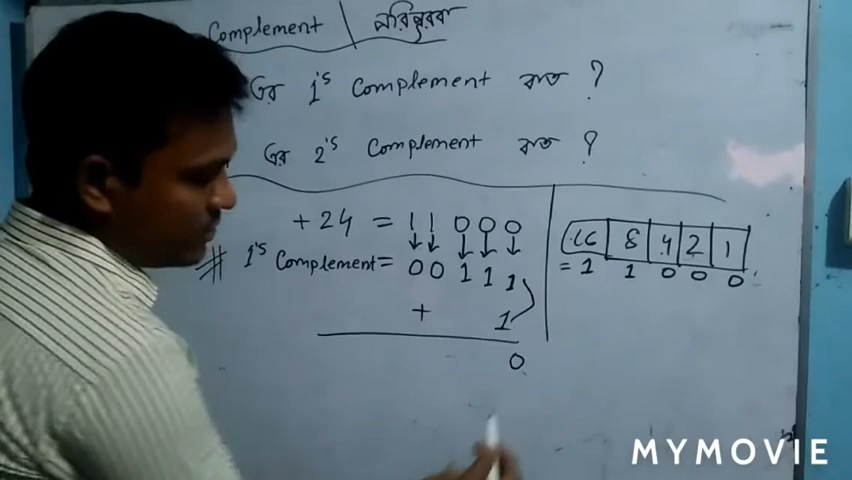 Complement | পরিপূরক
এর 1's Complement কত ?
এর 2's Complement কত ?
+24 = 11000
# 1's Complement = 00111
+ 1
0
16 8 4 2 1
= 1 1 0 0 0
MYMOVIE